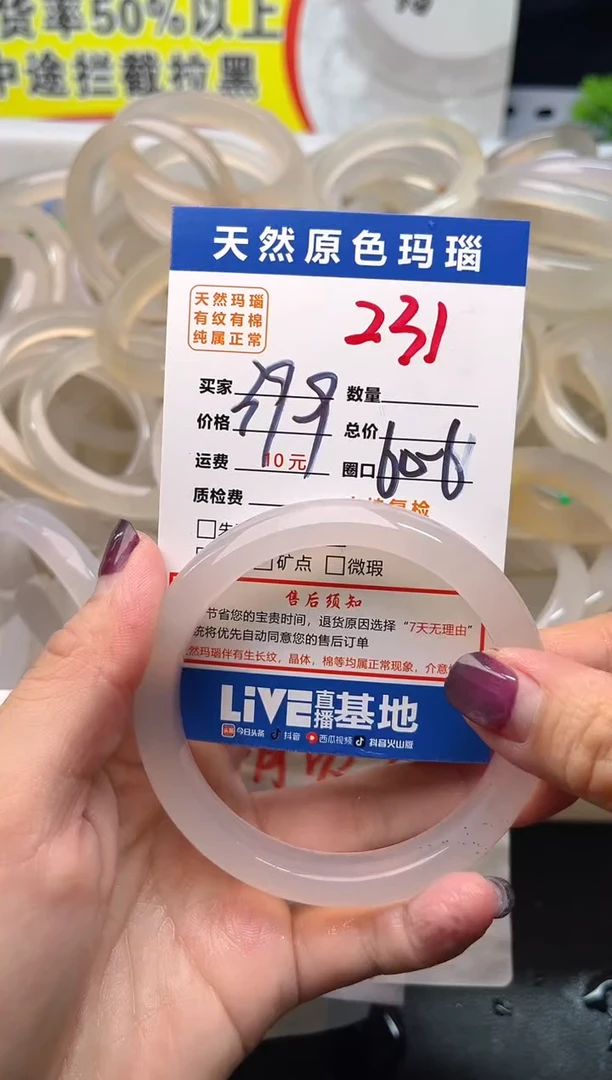 货率50%以上
中途拦截拉黑
天然原色玛瑙
天然玛瑙
有纹有棉
纯属正常
231
买家 数量
价格 总价
运费 10元 圈口
质检费
矿点 微瑕
售后须知
节省您的宝贵时间，退货原因选择“7天无理由”
统将优先自动同意您的售后订单
然玛瑙伴有生长纹，晶体，棉等均属正常现象，介意
LiVE直播基地
今日头条 抖音 西瓜视频 抖音火山版